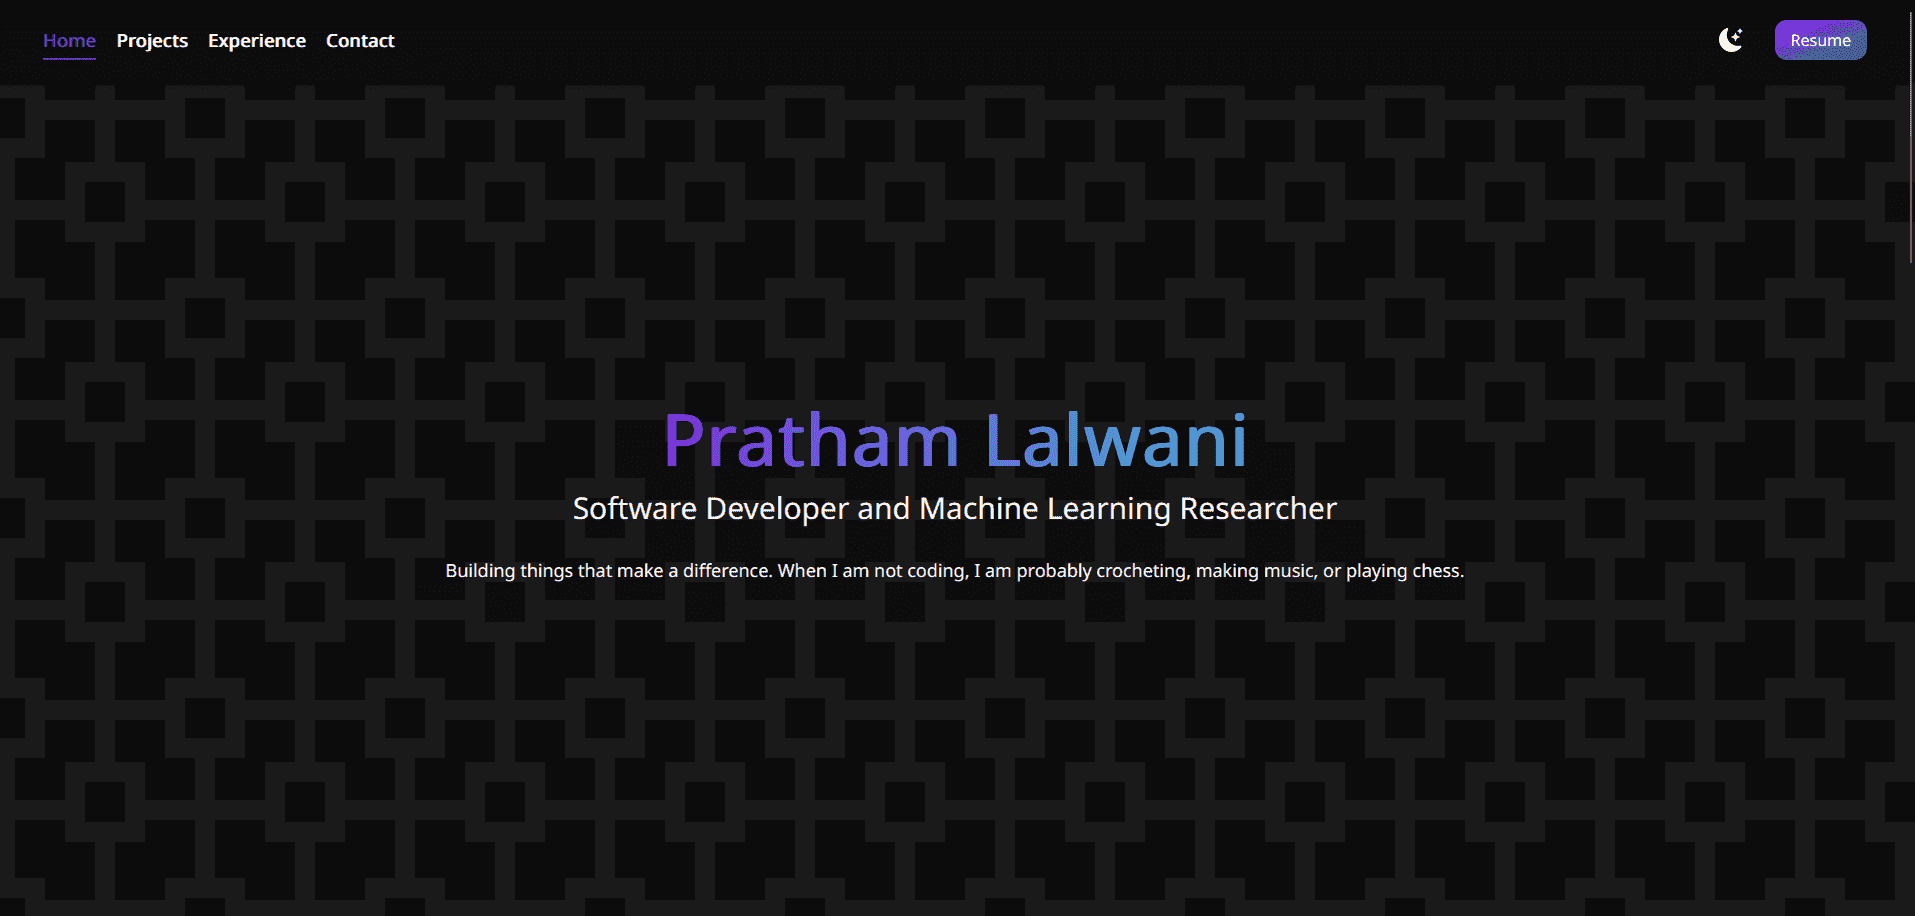 Home Projects Experience Contact Resume
Pratham Lalwani
Software Developer and Machine Learning Researcher
Building things that make a difference. When I am not coding, I am probably crocheting, making music, or playing chess.